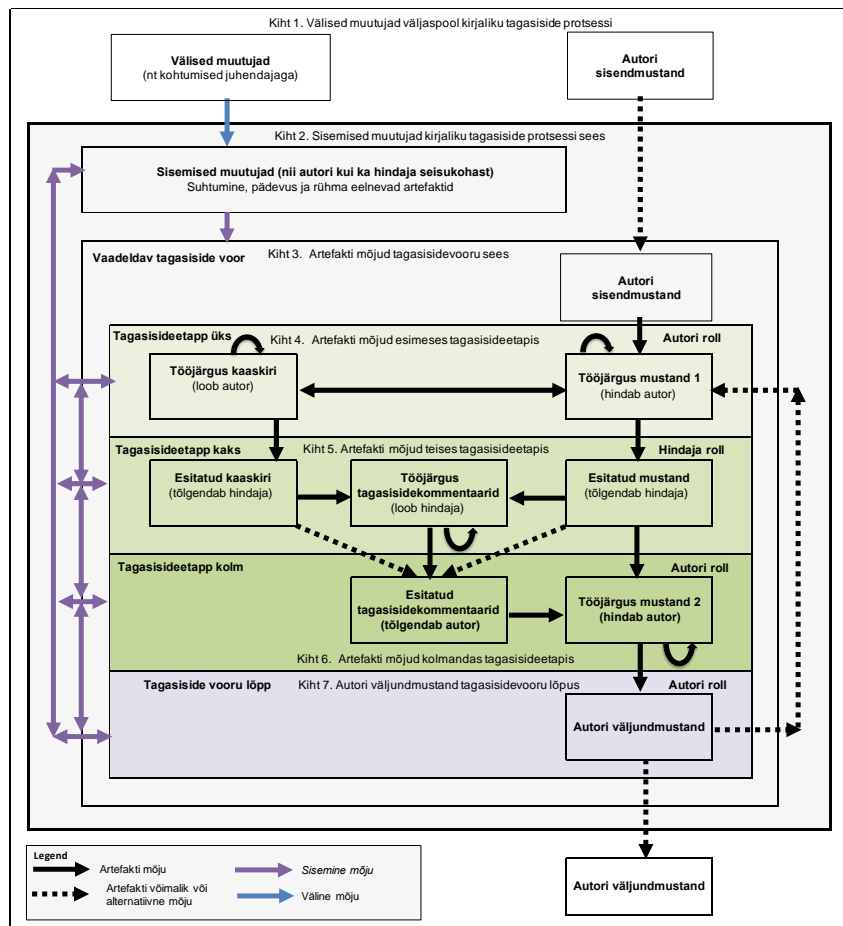 Kiht 1. Välised muutujad väljaspool kirjaliku tagasiside protsessi
Välised muutujad
(nt kohtumised juhendajaga)
Autori
sisendmustand
Kiht 2. Sisemised muutujad kirjaliku tagasiside protsessi sees
Sisemised muutujad (nii autori kui ka hindaja seisukohast)
Suhtumine, pädevus ja rühma eelnevad artefaktid
Vaadeldav tagasiside voor
Kiht 3. Artefakti mõjud tagasisidevooru sees
Autori
sisendmustand
Tagasisideetapp üks
Kiht 4. Artefakti mõjud esimeses tagasisideetapis
Autori roll
Tööjärgus kaaskiri
(loob autor)
Tööjärgus mustand 1
(hindab autor)
Tagasisideetapp kaks
Kiht 5. Artefakti mõjud teises tagasisideetapis
Hindaja roll
Esitatud kaaskiri
(tõlgendab hindaja)
Tööjärgus
tagasisidekommentaarid
(loob hindaja)
Esitatud mustand
(tõlgendab hindaja)
Tagasisideetapp kolm
Autori roll
Esitatud
tagasisidekommentaarid
(tõlgendab autor)
Tööjärgus mustand 2
(hindab autor)
Kiht 6. Artefakti mõjud kolmandas tagasisideetapis
Tagasiside vooru lõpp
Kiht 7. Autori väljundmustand tagasisidevooru lõpus
Autori roll
Autori väljundmustand
Legend
Artefakti mõju
Sisemine mõju
Artefakti võimalik või
alternatiivne mõju
Väline mõju
Autori väljundmustand